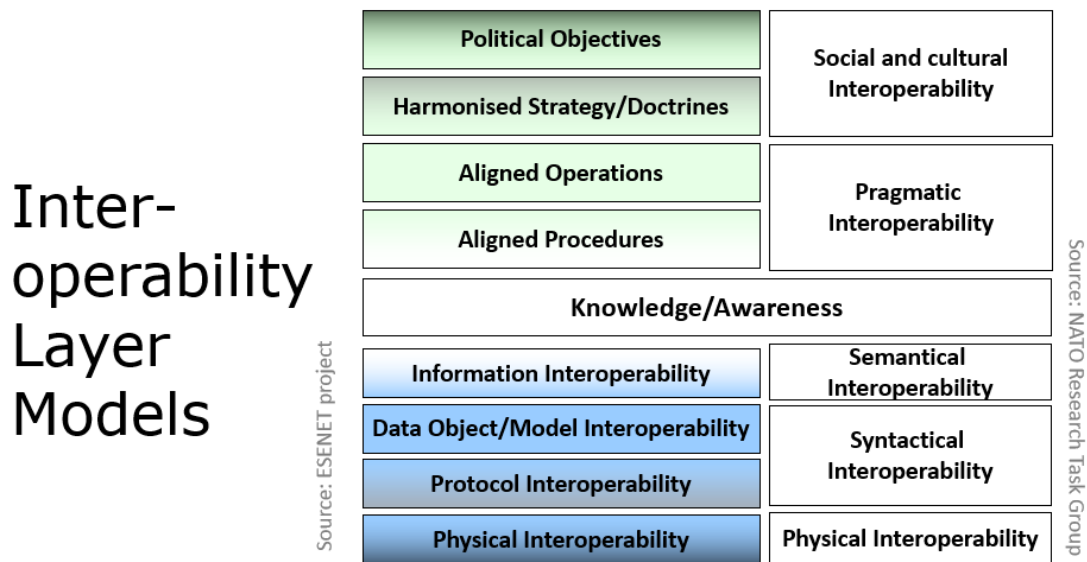 Inter-
operability
Layer
Models
Source: ESENET project
Political Objectives
Harmonised Strategy/Doctrines
Aligned Operations
Aligned Procedures
Social and cultural
Interoperability
Pragmatic
Interoperability
Knowledge/Awareness
Information Interoperability
Data Object/Model Interoperability
Protocol Interoperability
Physical Interoperability
Semantical
Interoperability
Syntactical
Interoperability
Physical Interoperability
Source: NATO Research Task Group